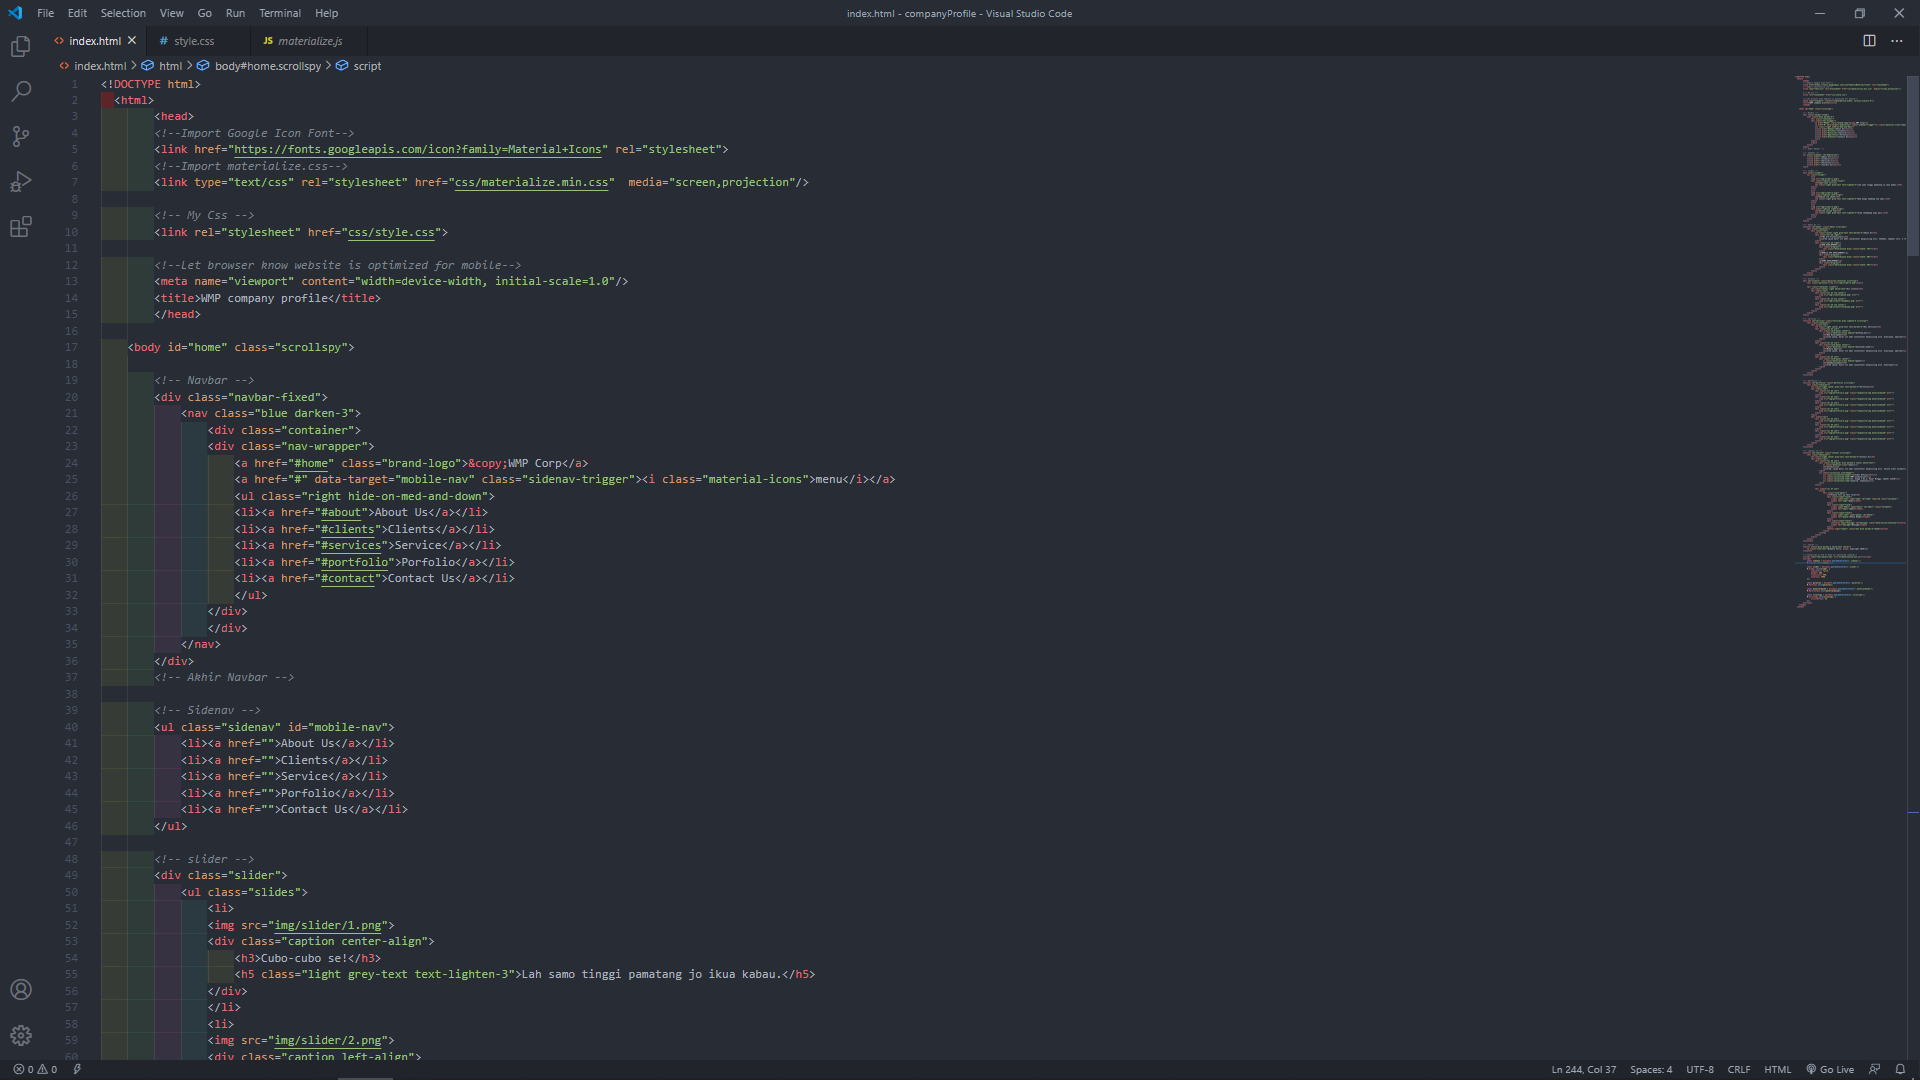 File Edit Selection View Go Run Terminal Help
index.html - companyProfile - Visual Studio Code
index.html
style.css
JS materialize.js
index.html > html > body#home.scrollspy > script
1 <!DOCTYPE html>
2 <html>
3 <head>
4 <!--Import Google Icon Font-->
5 <link href="https://fonts.googleapis.com/icon?family=Material+Icons" rel="stylesheet">
6 <!--Import materialize.css-->
7 <link type="text/css" rel="stylesheet" href="css/materialize.min.css"  media="screen,projection"/>
8
9 <!-- My Css -->
10 <link rel="stylesheet" href="css/style.css">
11
12 <!--Let browser know website is optimized for mobile-->
13 <meta name="viewport" content="width=device-width, initial-scale=1.0"/>
14 <title>WMP company profile</title>
15 </head>
16
17 <body id="home" class="scrollspy">
18
19 <!-- Navbar -->
20 <div class="navbar-fixed">
21 <nav class="blue darken-3">
22 <div class="container">
23 <div class="nav-wrapper">
24 <a href="#home" class="brand-logo">&copy;WMP Corp</a>
25 <a href="#" data-target="mobile-nav" class="sidenav-trigger"><i class="material-icons">menu</i></a>
26 <ul class="right hide-on-med-and-down">
27 <li><a href="#about">About Us</a></li>
28 <li><a href="#clients">Clients</a></li>
29 <li><a href="#services">Service</a></li>
30 <li><a href="#portfolio">Porfolio</a></li>
31 <li><a href="#contact">Contact Us</a></li>
32 </ul>
33 </div>
34 </div>
35 </nav>
36 </div>
37 <!-- Akhir Navbar -->
38
39 <!-- Sidenav -->
40 <ul class="sidenav" id="mobile-nav">
41 <li><a href="">About Us</a></li>
42 <li><a href="">Clients</a></li>
43 <li><a href="">Service</a></li>
44 <li><a href="">Porfolio</a></li>
45 <li><a href="">Contact Us</a></li>
46 </ul>
47
48 <!-- slider -->
49 <div class="slider">
50 <ul class="slides">
51 <li>
52 <img src="img/slider/1.png">
53 <div class="caption center-align">
54 <h3>Cubo-cubo se!</h3>
55 <h5 class="light grey-text text-lighten-3">Lah samo tinggi pamatang jo ikua kabau.</h5>
56 </div>
57 </li>
58 <li>
59 <img src="img/slider/2.png">
60 <div class="caption left-align">
0 0
Ln 244, Col 37 Spaces: 4 UTF-8 CRLF HTML Go Live